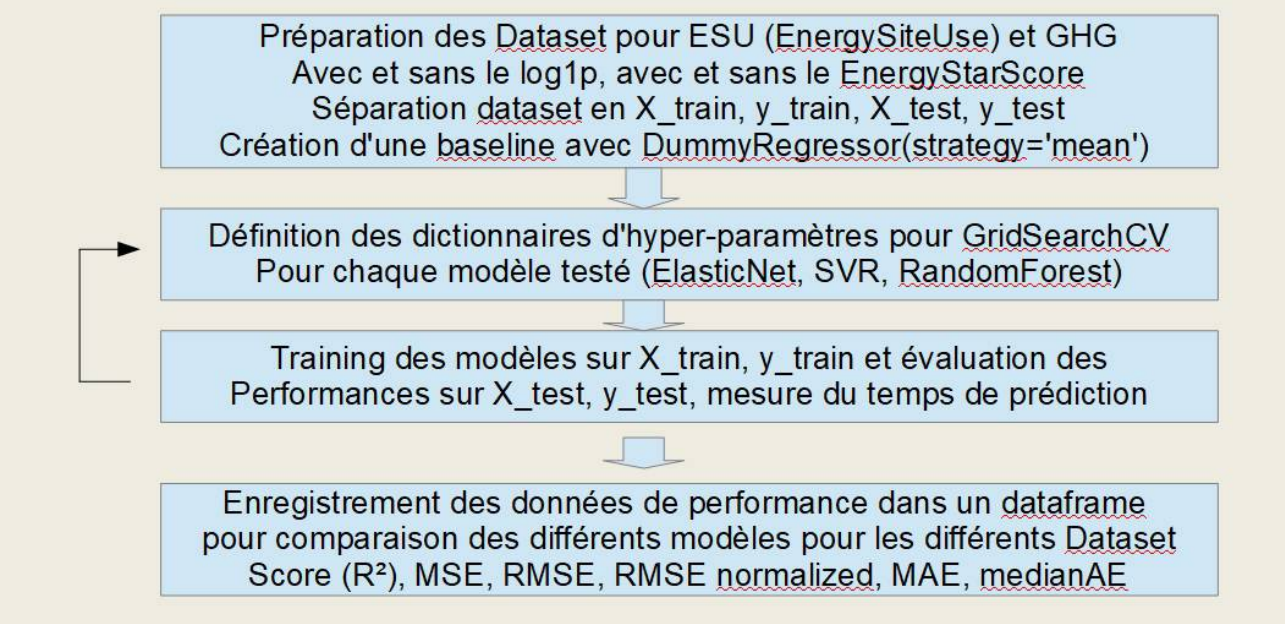 Préparation des Dataset pour ESU (EnergySiteUse) et GHG
Avec et sans le log1p, avec et sans le EnergyStarScore
Séparation dataset en X_train, y_train, X_test, y_test
Création d'une baseline avec DummyRegressor(strategy='mean')
Définition des dictionnaires d'hyper-paramètres pour GridSearchCV
Pour chaque modèle testé (ElasticNet, SVR, RandomForest)
Training des modèles sur X_train, y_train et évaluation des
Performances sur X_test, y_test, mesure du temps de prédiction
Enregistrement des données de performance dans un dataframe
pour comparaison des différents modèles pour les différents Dataset
Score (R²), MSE, RMSE, RMSE normalized, MAE, medianAE